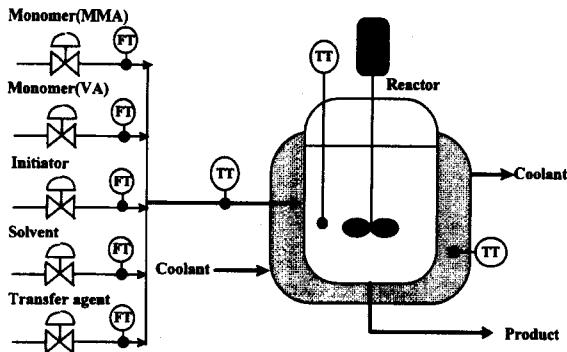 Monomer(MMA)
FT
Monomer(VA)
FT
Initiator
FT
Solvent
FT
Transfer agent
FT
TT
TT
Reactor
Coolant
Coolant
TT
Product